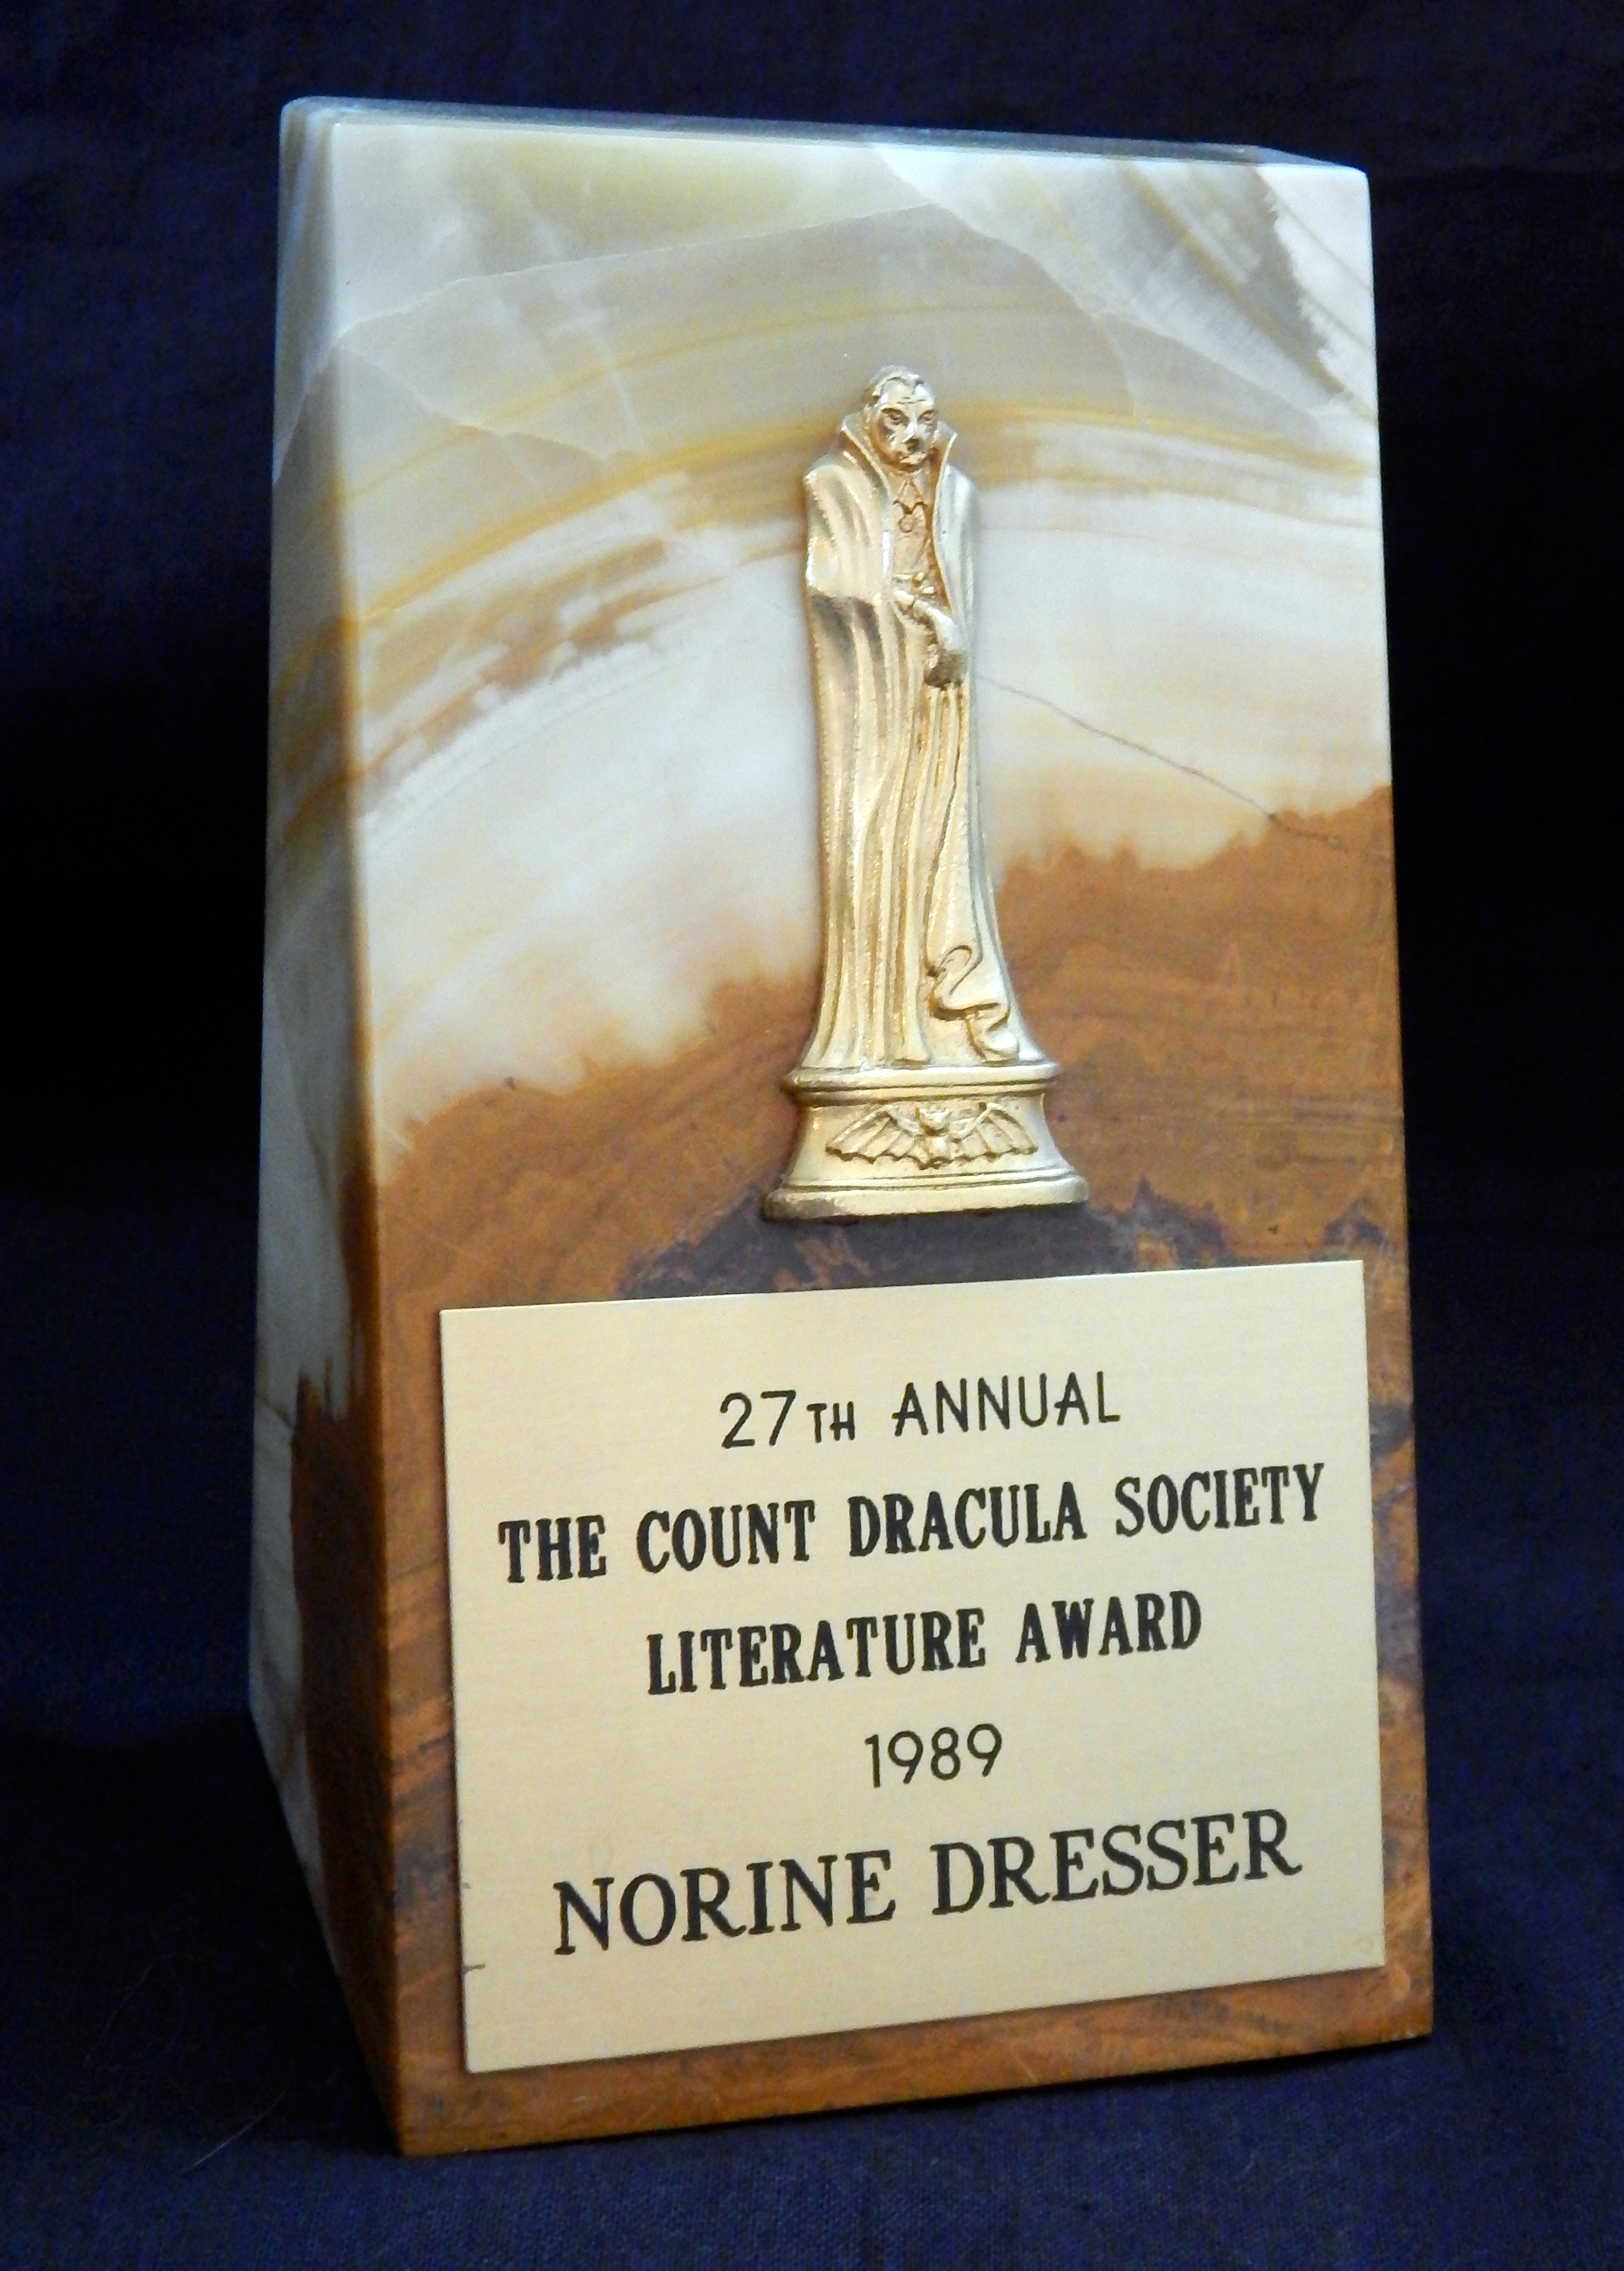 27TH ANNUAL
THE COUNT DRACULA SOCIETY
LITERATURE AWARD
1989
NORINE DRESSER